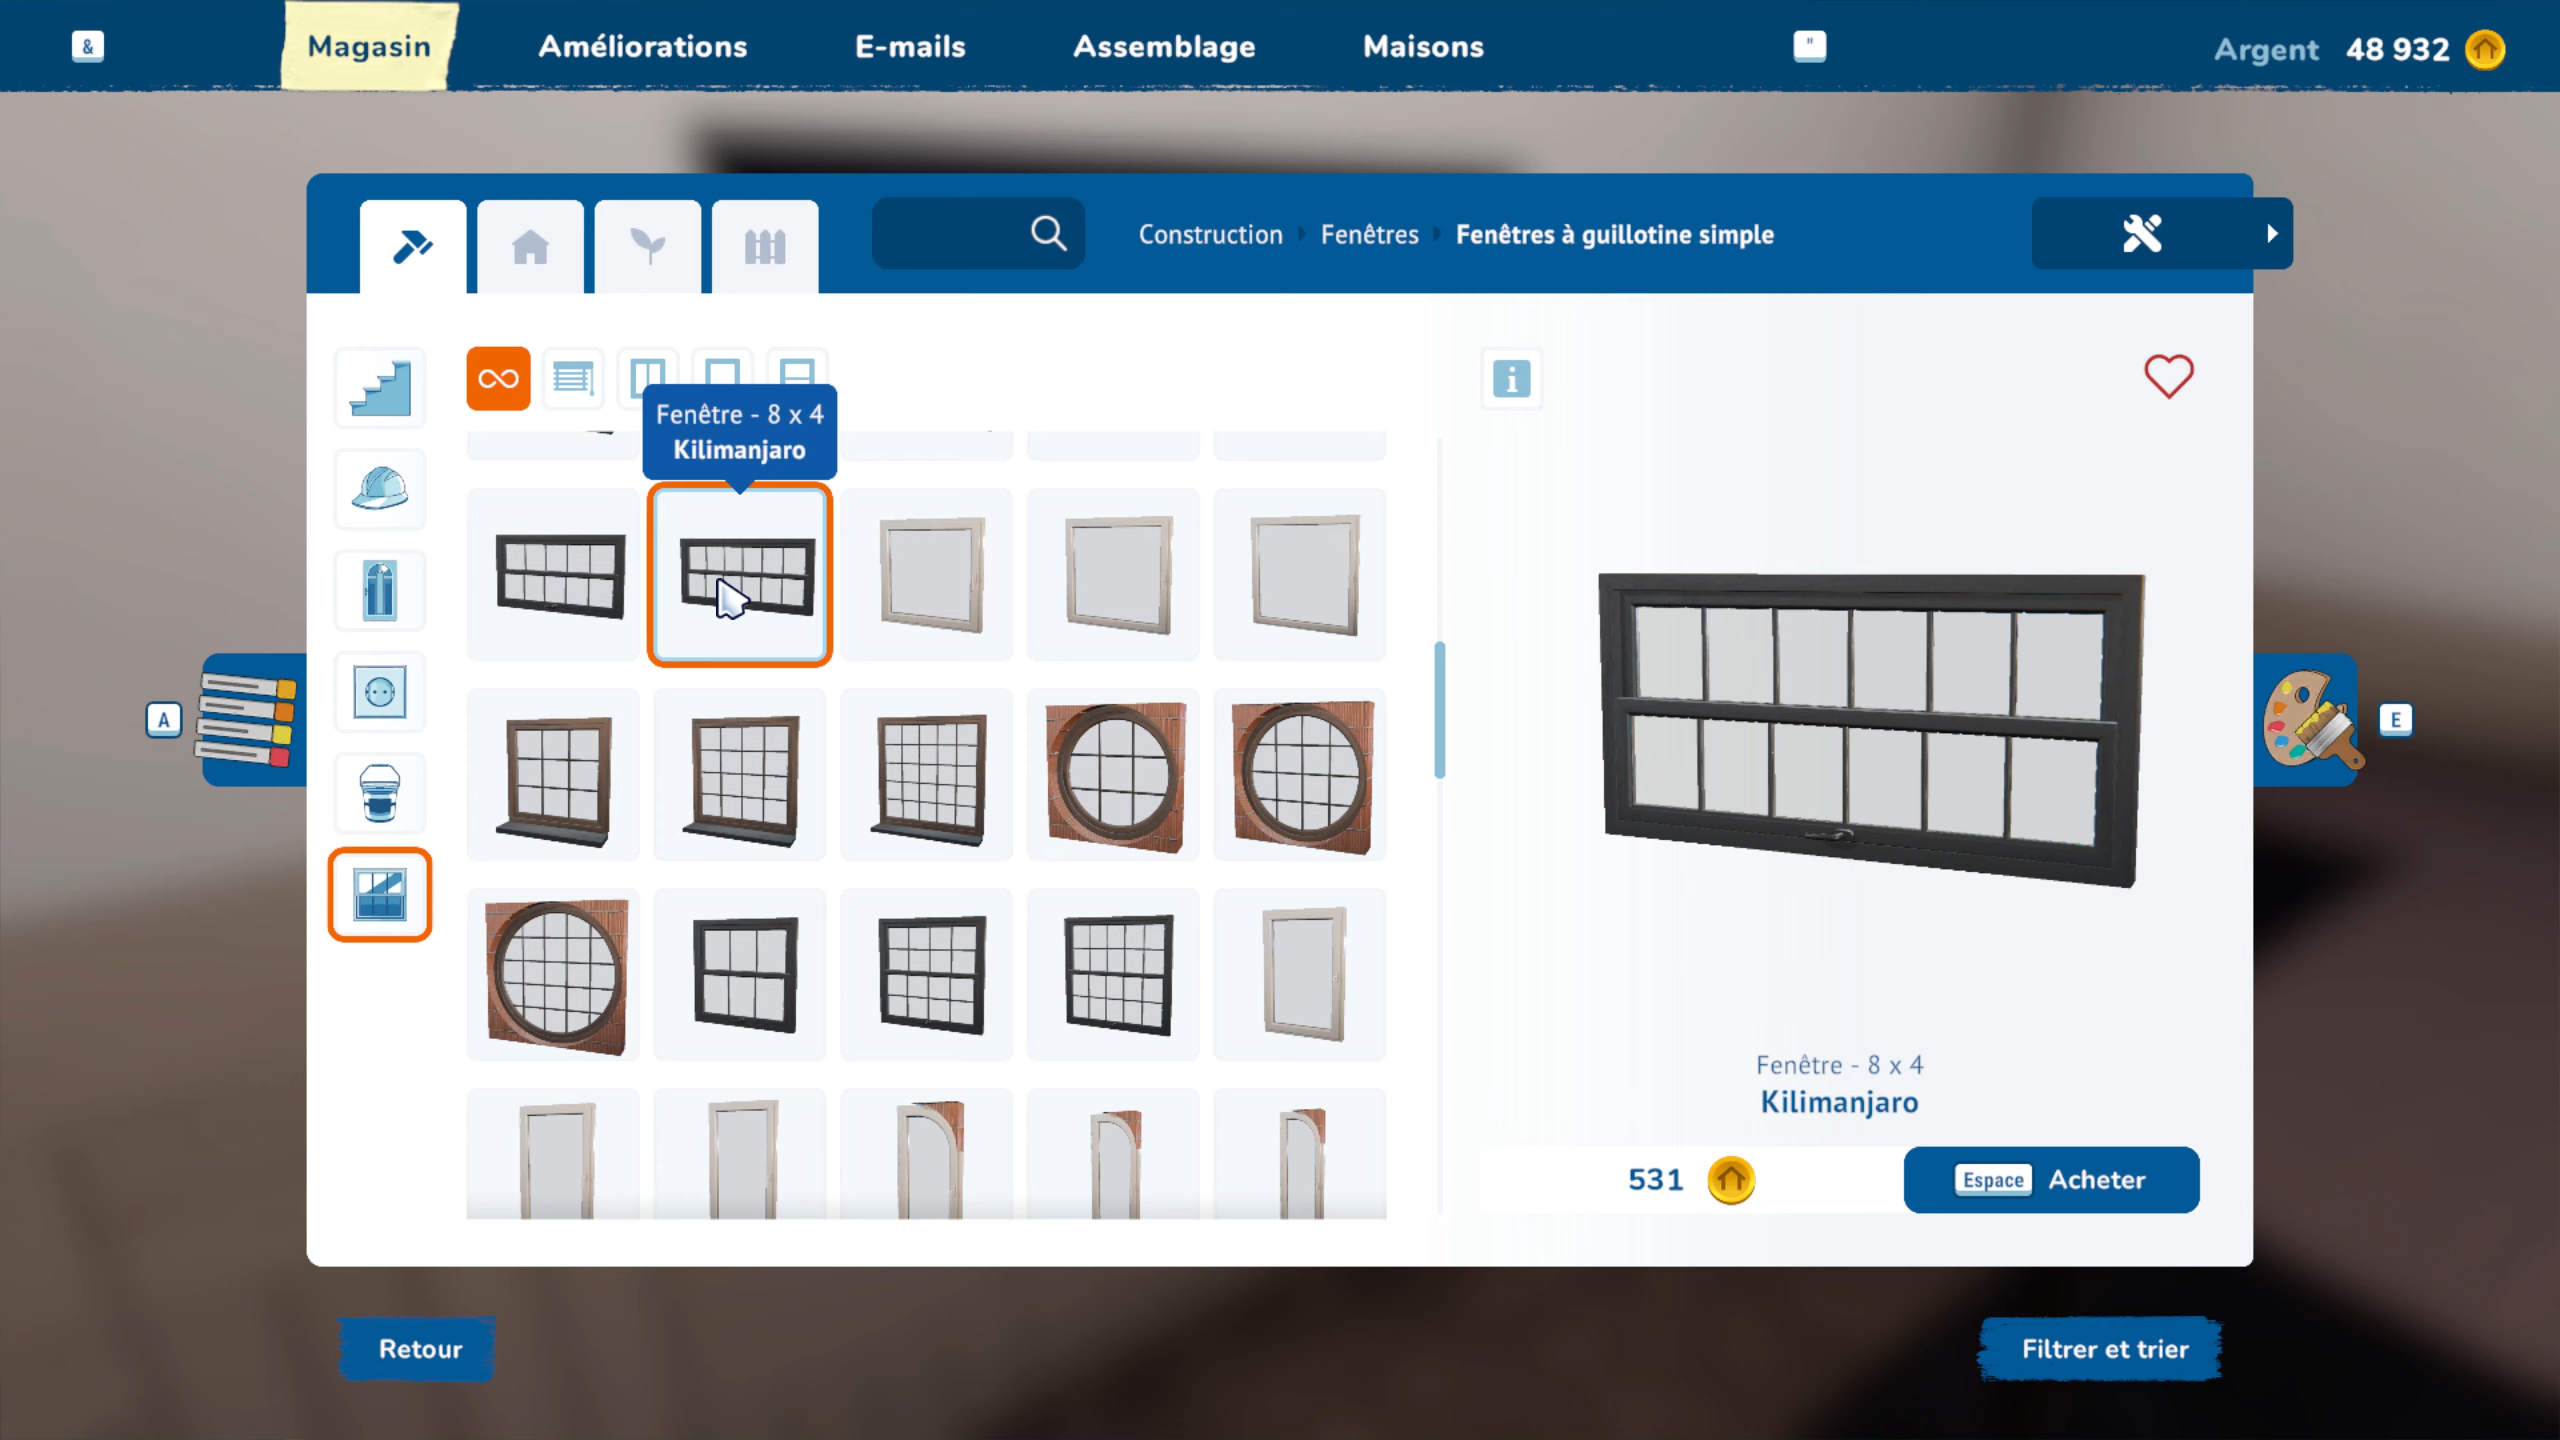 &
Magasin
Améliorations
E-mails
Assemblage
Maisons
"
Argent 48 932
Construction
Fenêtres
Fenêtres à guillotine simple
Fenêtre - 8 x 4
Kilimanjaro
i
A
E
Fenêtre - 8 x 4
Kilimanjaro
531
Espace Acheter
Retour
Filtrer et trier